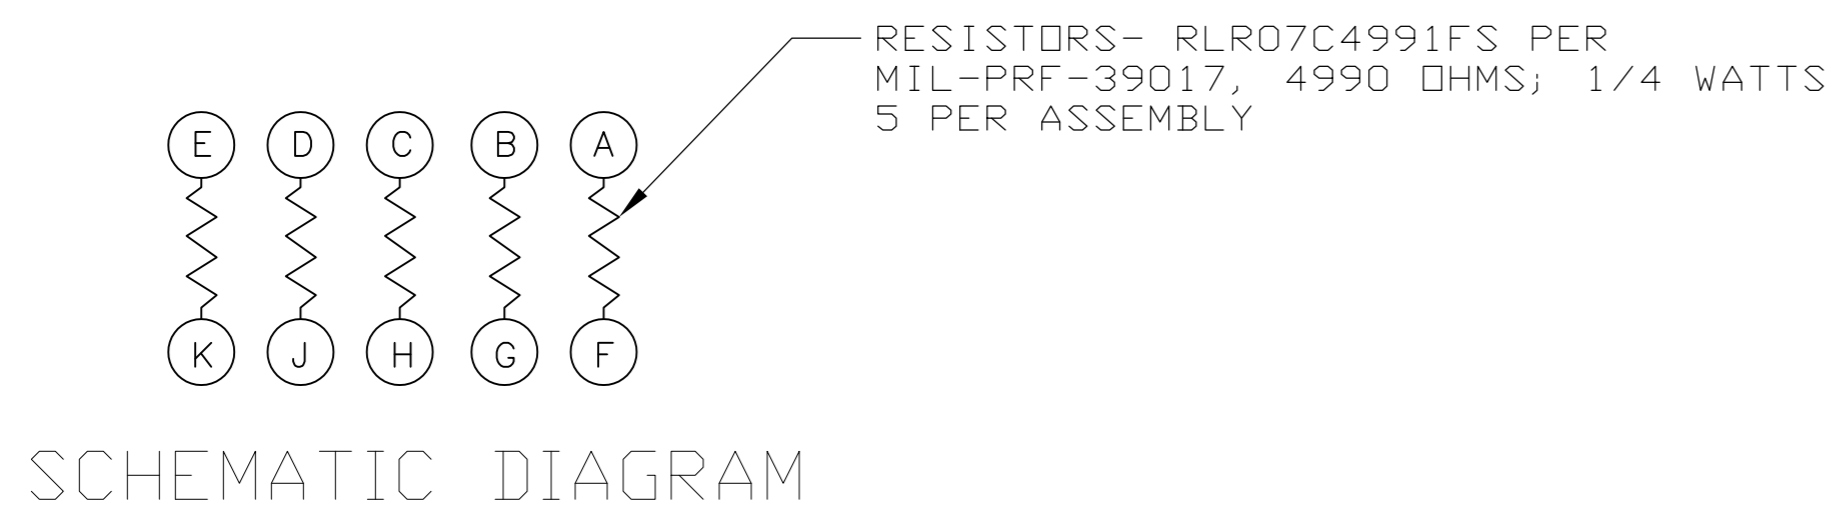 RESISTORS- RLR07C4991FS PER
MIL-PRF-39017, 4990 OHMS; 1/4 WATTS
5 PER ASSEMBLY
E D C B A
K J H G F
SCHEMATIC DIAGRAM